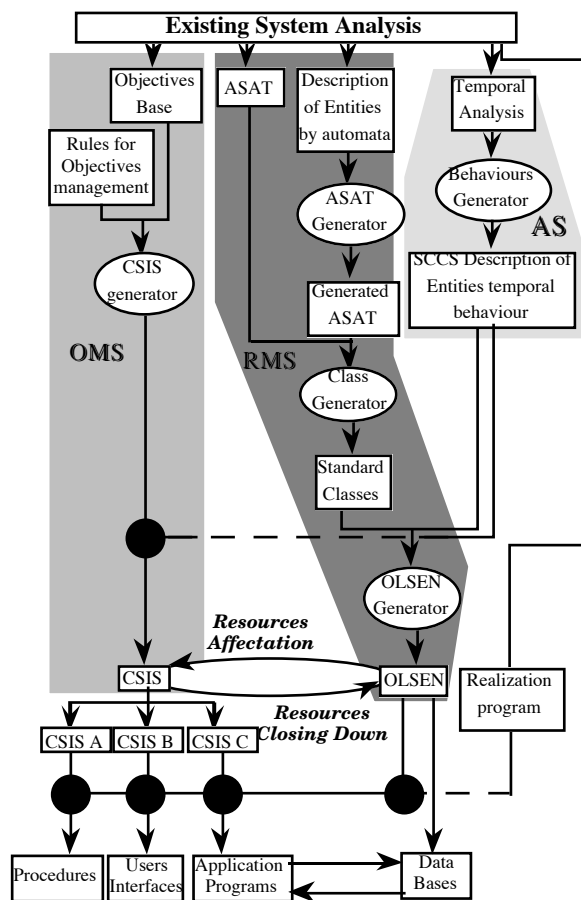 Existing System Analysis
Objectives
Base
ASAT
Description
of Entities
by automata
Temporal
Analysis
Rules for
Objectives
management
ASAT
Generator
Behaviours
Generator
AS
CSIS
generator
Generated
ASAT
SCCS Description of
Entities temporal
behaviour
OMS
RMS
Class
Generator
Standard
Classes
OLSEN
Generator
Resources
Affectation
CSIS
OLSEN
Realization
program
Resources
Closing Down
CSIS A
CSIS B
CSIS C
Procedures
Users
Interfaces
Application
Programs
Data
Bases